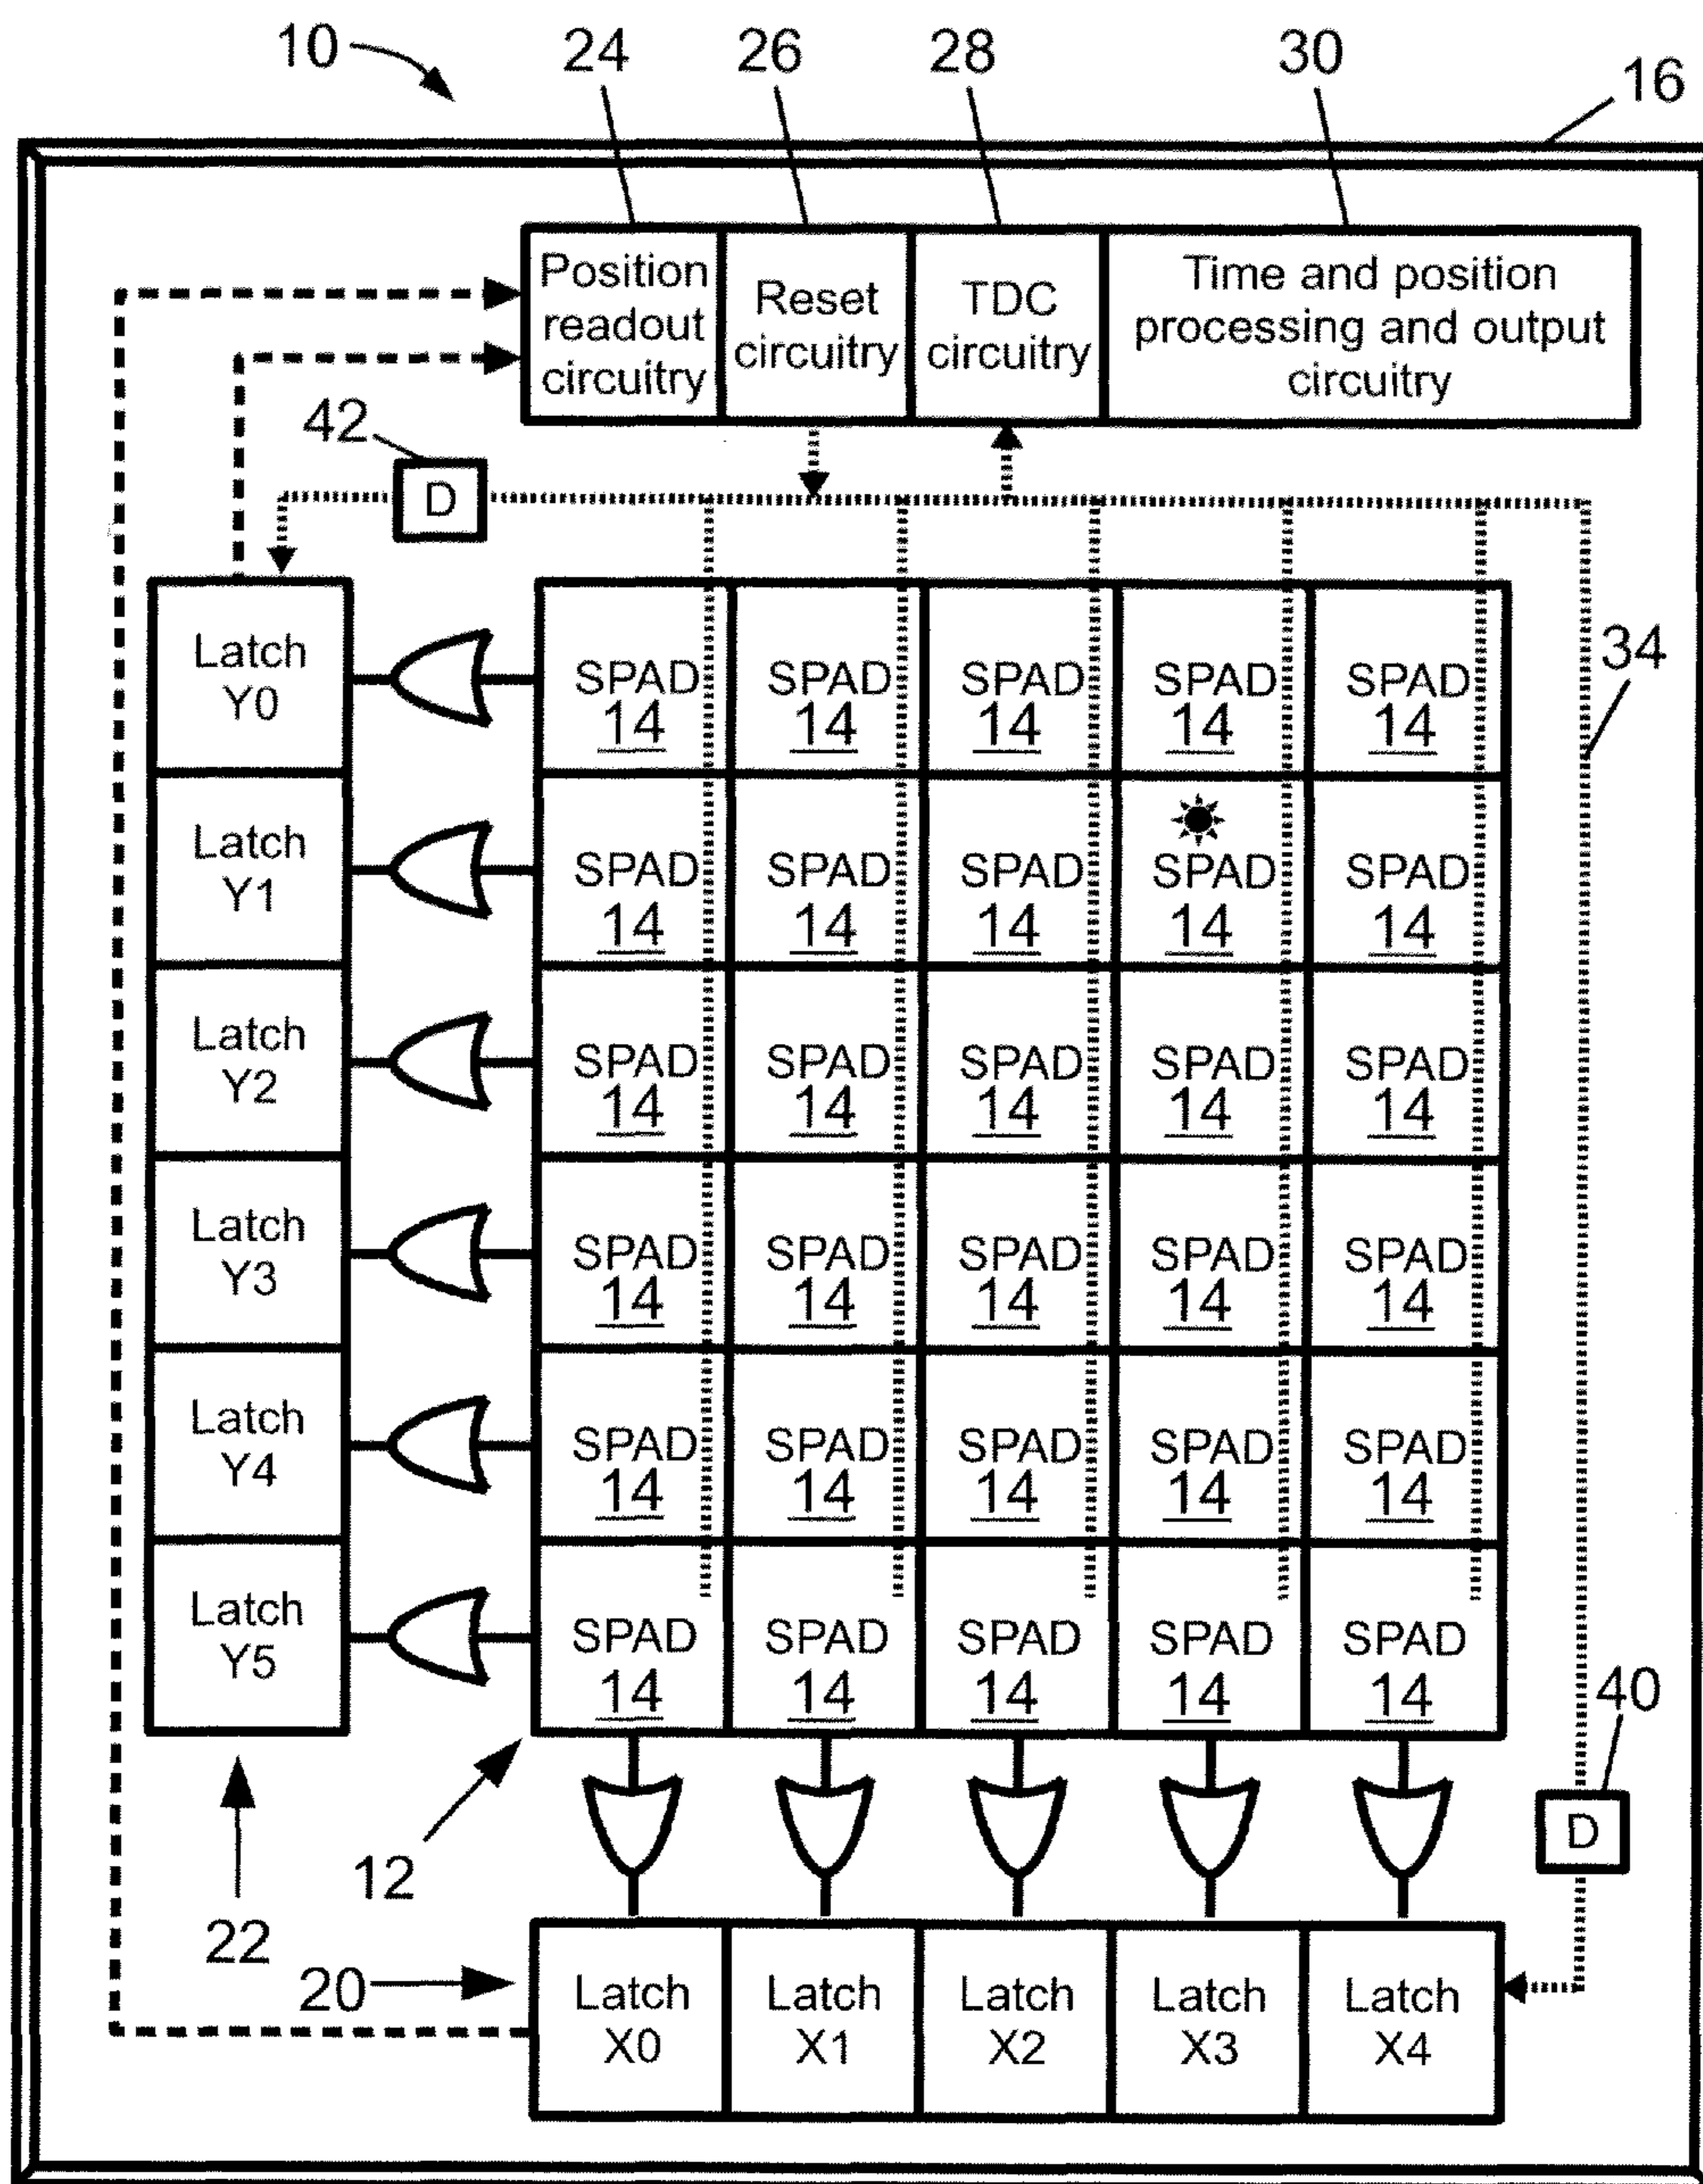 10
24
26
28
30
16
Position
readout
circuitry
Reset
circuitry
TDC
circuitry
Time and position
processing and output
circuitry
42
D
34
Latch
Y0
SPAD
14
SPAD
14
SPAD
14
SPAD
14
SPAD
14
Latch
Y1
SPAD
14
SPAD
14
SPAD
14
SPAD
14
SPAD
14
Latch
Y2
SPAD
14
SPAD
14
SPAD
14
SPAD
14
SPAD
14
Latch
Y3
SPAD
14
SPAD
14
SPAD
14
SPAD
14
SPAD
14
Latch
Y4
SPAD
14
SPAD
14
SPAD
14
SPAD
14
SPAD
14
Latch
Y5
SPAD
14
SPAD
14
SPAD
14
SPAD
14
SPAD
14
40
D
12
22
20
Latch
X0
Latch
X1
Latch
X2
Latch
X3
Latch
X4